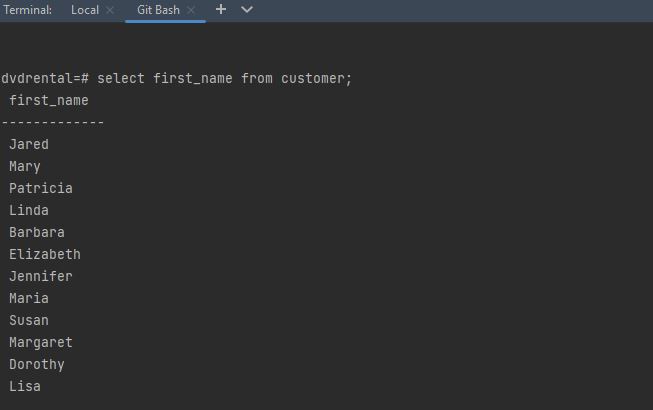 Terminal: Local × Git Bash × +
dvdrental=# select first_name from customer;
first_name
-------------
Jared
Mary
Patricia
Linda
Barbara
Elizabeth
Jennifer
Maria
Susan
Margaret
Dorothy
Lisa